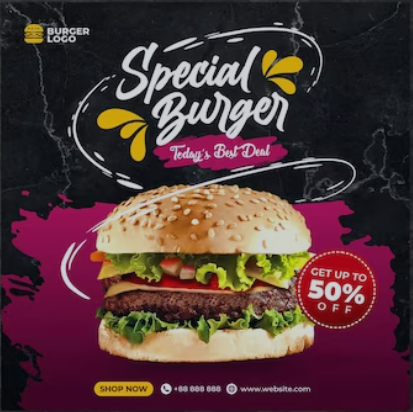 BURGER
LOGO
Special
Burger
Today's Best Deal
GET UP TO
50%
OFF
SHOP NOW
+88 888 888
www.website.com